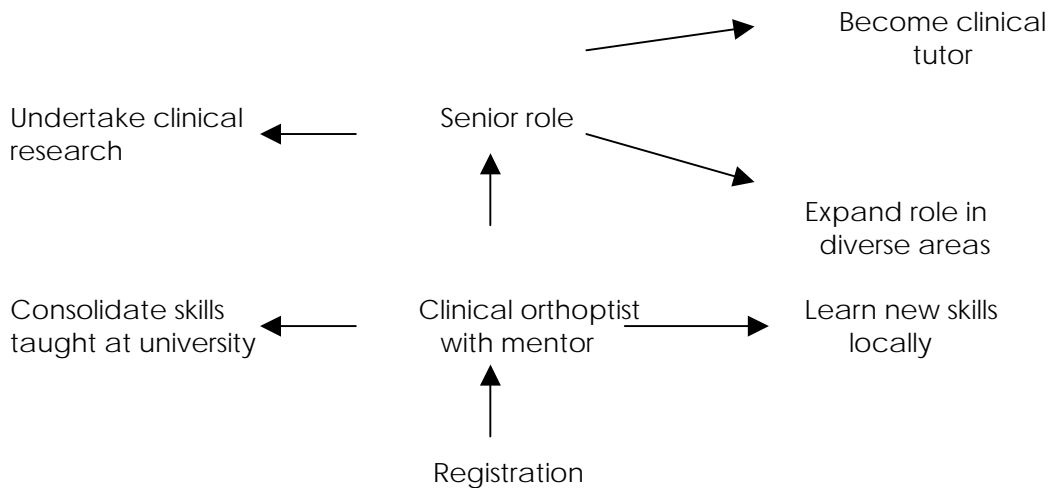 Become clinical
tutor
Undertake clinical
research
Senior role
Expand role in
diverse areas
Consolidate skills
taught at university
Clinical orthoptist
with mentor
Learn new skills
locally
Registration